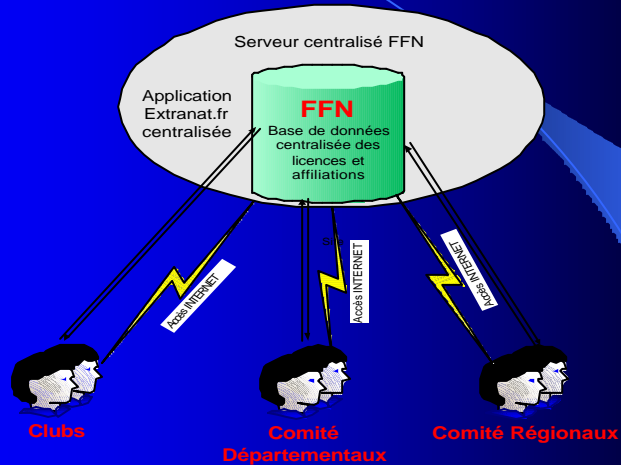 Serveur centralisé FFN
Application
Extranat.fr
centralisée
FFN
Base de données
centralisée des
licences et
affiliations
Accès INTERNET
Accès INTERNET
Accès INTERNET
Clubs
Comité
Départementaux
Comité Régionaux